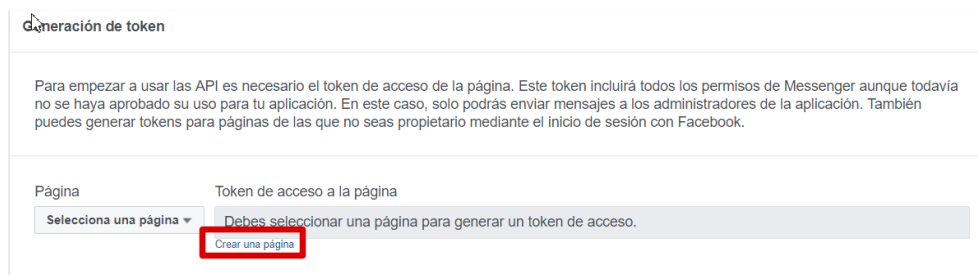 Generación de token
Para empezar a usar las API es necesario el token de acceso de la página. Este token incluirá todos los permisos de Messenger aunque todavía
no se haya aprobado su uso para tu aplicación. En este caso, solo podrás enviar mensajes a los administradores de la aplicación. También
puedes generar tokens para páginas de las que no seas propietario mediante el inicio de sesión con Facebook.
Página
Token de acceso a la página
Selecciona una página
Debes seleccionar una página para generar un token de acceso.
Crear una página